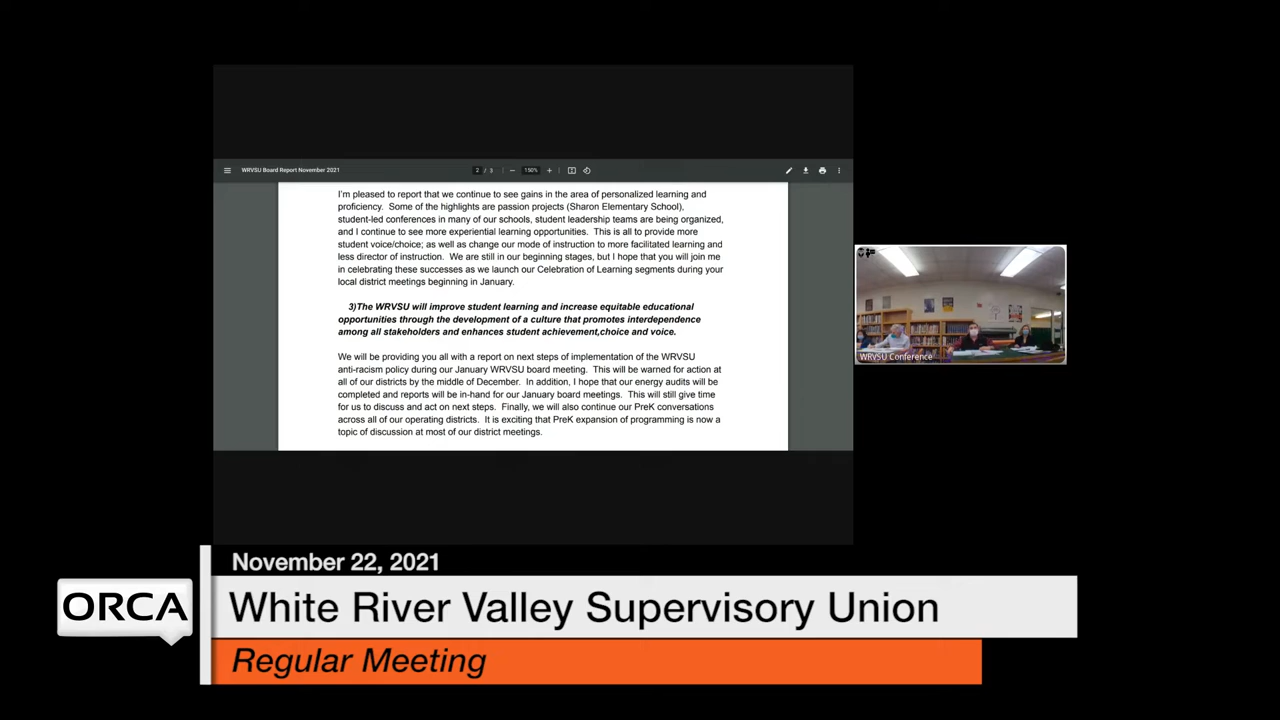 WRVSU Board Report November 2021
2 / 3
150%
I'm pleased to report that we continue to see gains in the area of personalized learning and
proficiency. Some of the highlights are passion projects (Sharon Elementary School),
student-led conferences in many of our schools, student leadership teams are being organized,
and I continue to see more experiential learning opportunities. This is all to provide more
student voice/choice; as well as change our mode of instruction to more facilitated learning and
less director of instruction. We are still in our beginning stages, but I hope that you will join me
in celebrating these successes as we launch our Celebration of Learning segments during your
local district meetings beginning in January.
3)The WRVSU will improve student learning and increase equitable educational
opportunities through the development of a culture that promotes interdependence
among all stakeholders and enhances student achievement,choice and voice.
We will be providing you all with a report on next steps of implementation of the WRVSU
anti-racism policy during our January WRVSU board meeting. This will be warned for action at
all of our districts by the middle of December. In addition, I hope that our energy audits will be
completed and reports will be in-hand for our January board meetings. This will still give time
for us to discuss and act on next steps. Finally, we will also continue our PreK conversations
across all of our operating districts. It is exciting that PreK expansion of programming is now a
topic of discussion at most of our district meetings.
WRVSU Conference
November 22, 2021
ORCA
White River Valley Supervisory Union
Regular Meeting